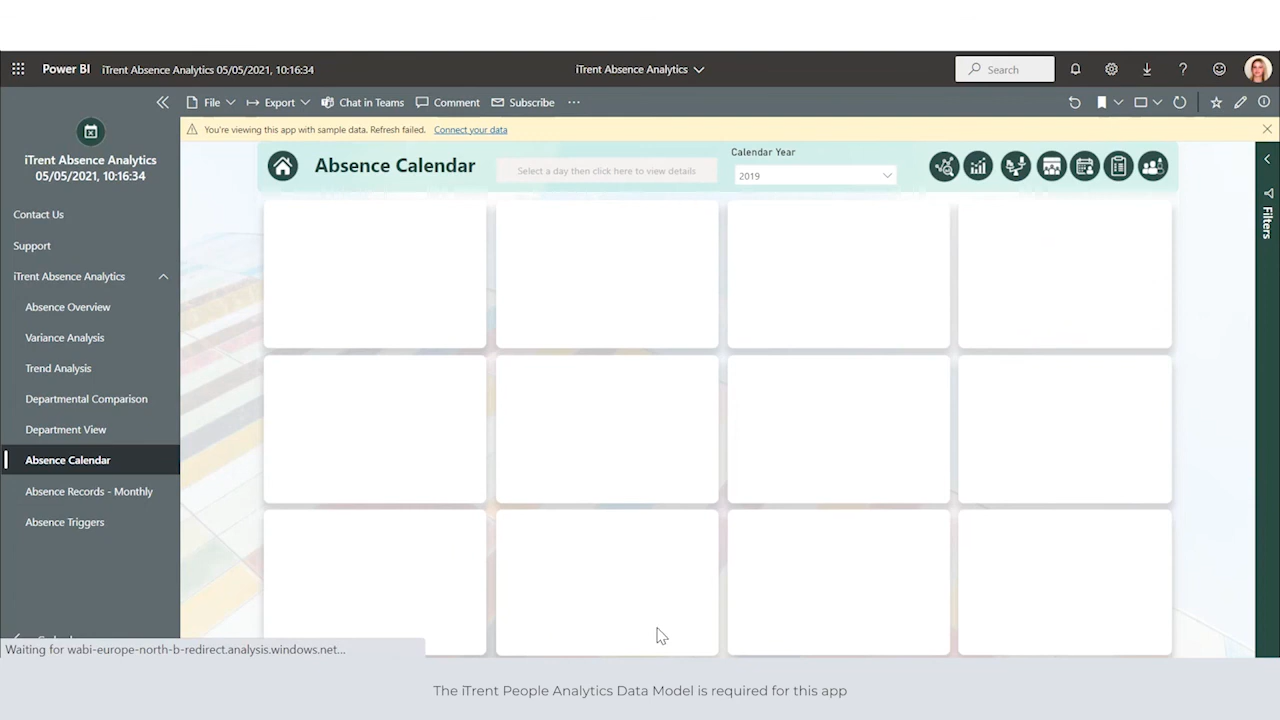 Power BI
iTrent Absence Analytics 05/05/2021, 10:16:34
iTrent Absence Analytics
Search
File
Export
Chat in Teams
Comment
Subscribe
You're viewing this app with sample data. Refresh failed. Connect your data
iTrent Absence Analytics
05/05/2021, 10:16:34
Contact Us
Support
iTrent Absence Analytics
Absence Overview
Variance Analysis
Trend Analysis
Departmental Comparison
Department View
Absence Calendar
Absence Records - Monthly
Absence Triggers
Absence Calendar
Select a day then click here to view details
Calendar Year
2019
Filters
Waiting for wabi-europe-north-b-redirect.analysis.windows.net...
The iTrent People Analytics Data Model is required for this app